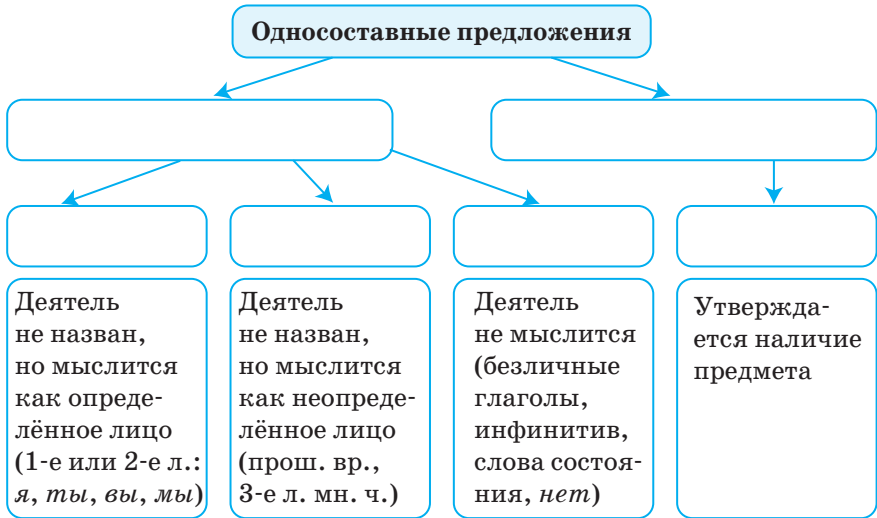 Односоставные предложения
Деятель
не назван,
но мыслится
как опреде-
лённое лицо
(1-е или 2-е л.:
я, ты, вы, мы)
Деятель
не назван,
но мыслится
как неопреде-
лённое лицо
(прош. вр.,
3-е л. мн. ч.)
Деятель
не мыслится
(безличные
глаголы,
инфинитив,
слова состоя-
ния, нет)
Утвержда-
ется наличие
предмета